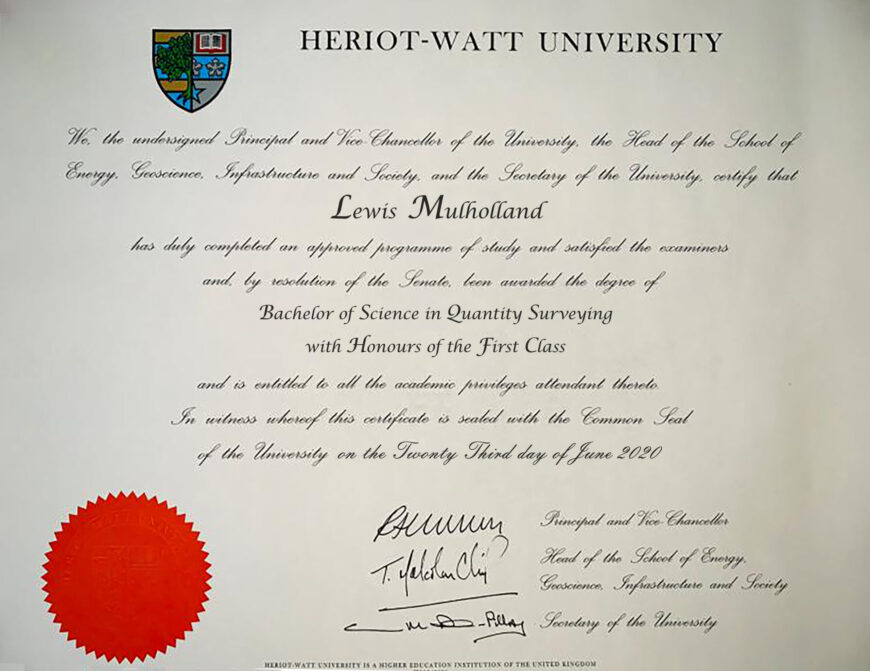 HERIOT-WATT UNIVERSITY
We, the undersigned Principal and Vice-Chancellor of the University, the Head of the School of
Energy, Geoscience, Infrastructure and Society, and the Secretary of the University, certify that
Lewis Mulholland
has duly completed an approved programme of study and satisfied the examiners
and, by resolution of the Senate, been awarded the degree of
Bachelor of Science in Quantity Surveying
with Honours of the First Class
and is entitled to all the academic privileges attendant thereto.
In witness whereof this certificate is sealed with the Common Seal
of the University on the Twenty Third day of June 2020
Principal and Vice-Chancellor
Head of the School of Energy,
Geoscience, Infrastructure and Society
Secretary of the University
HERIOT-WATT UNIVERSITY IS A HIGHER EDUCATION INSTITUTION OF THE UNITED KINGDOM